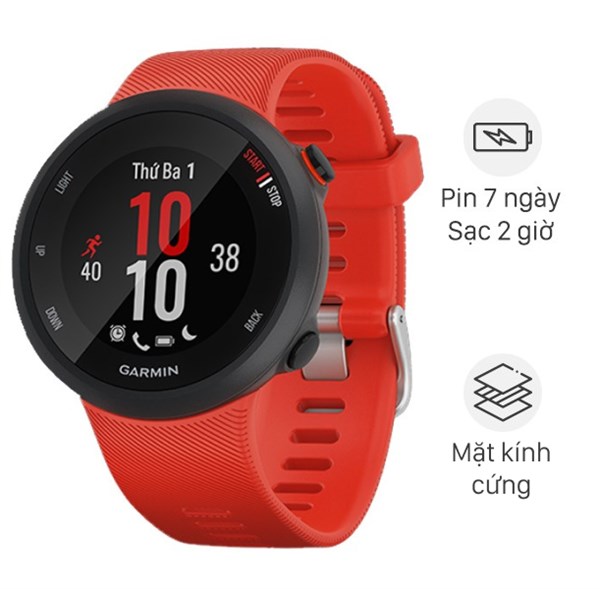 Thứ Ba 1
LIGHT
START
STOP
10
10
40
38
UP
DOWN
BACK
GARMIN
Pin 7 ngày
Sạc 2 giờ
Mặt kính
cứng